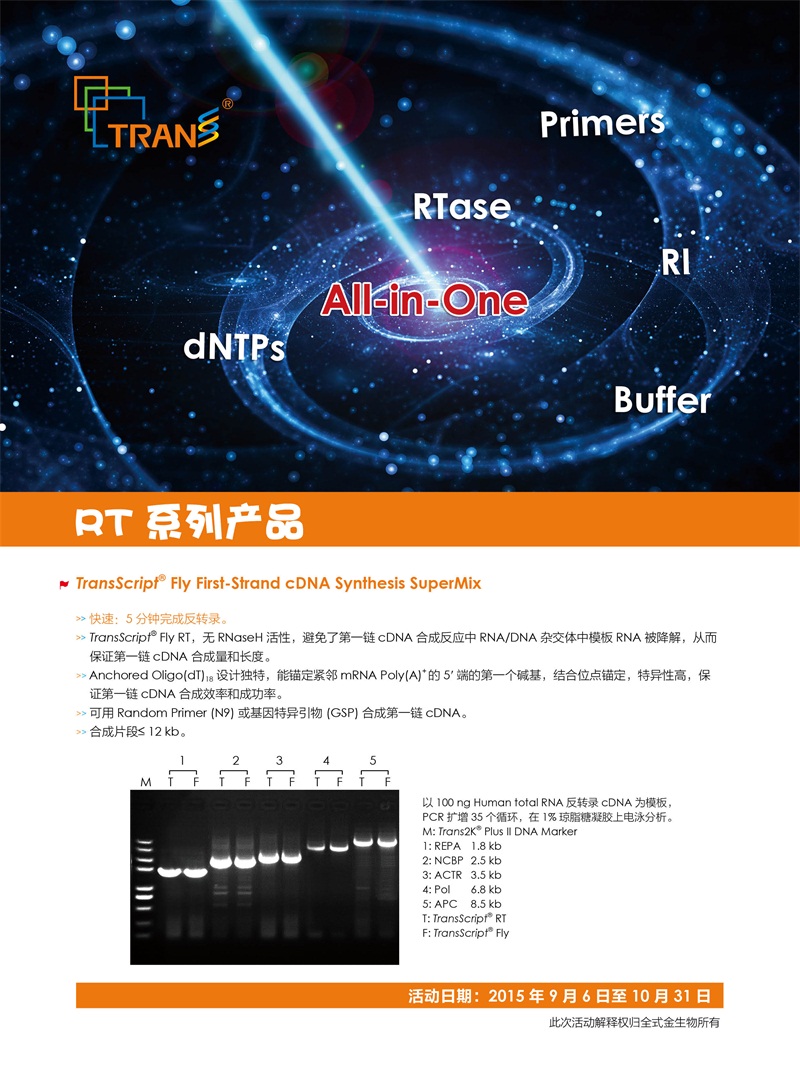 TRANS®
Primers
RTase
RI
All-in-One
dNTPs
Buffer
RT 系列产品
TransScript® Fly First-Strand cDNA Synthesis SuperMix
>> 快速：5 分钟完成反转录。
>> TransScript® Fly RT，无 RNaseH 活性，避免了第一链 cDNA 合成反应中 RNA/DNA 杂交体中模板 RNA 被降解，从而
保证第一链 cDNA 合成量和长度。
>> Anchored Oligo(dT)₁₈ 设计独特，能锚定紧邻 mRNA Poly(A)⁺ 的 5′ 端的第一个碱基，结合位点锚定，特异性高，保
证第一链 cDNA 合成效率和成功率。
>> 可用 Random Primer (N9) 或基因特异引物 (GSP) 合成第一链 cDNA。
>> 合成片段≤ 12 kb。
1 2 3 4 5
M T F T F T F T F T F
以 100 ng Human total RNA 反转录 cDNA 为模板，
PCR 扩增 35 个循环，在 1% 琼脂糖凝胶上电泳分析。
M: Trans2K® Plus II DNA Marker
1: REPA 1.8 kb
2: NCBP 2.5 kb
3: ACTR 3.5 kb
4: Pol 6.8 kb
5: APC 8.5 kb
T: TransScript® RT
F: TransScript® Fly
活动日期：2015 年 9 月 6 日至 10 月 31 日
此次活动解释权归全式金生物所有